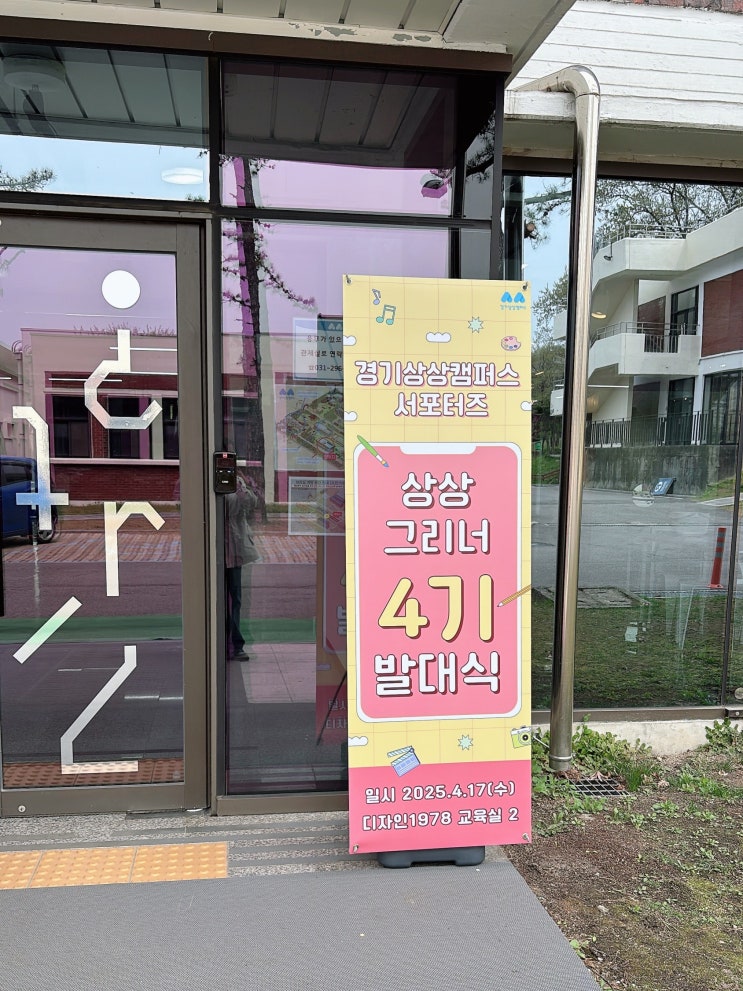 경기상상캠퍼스
서포터즈
상상
그리너
4기
발대식
일시 2025.4.17(수)
디자인1978 교육실 2
☎031-296